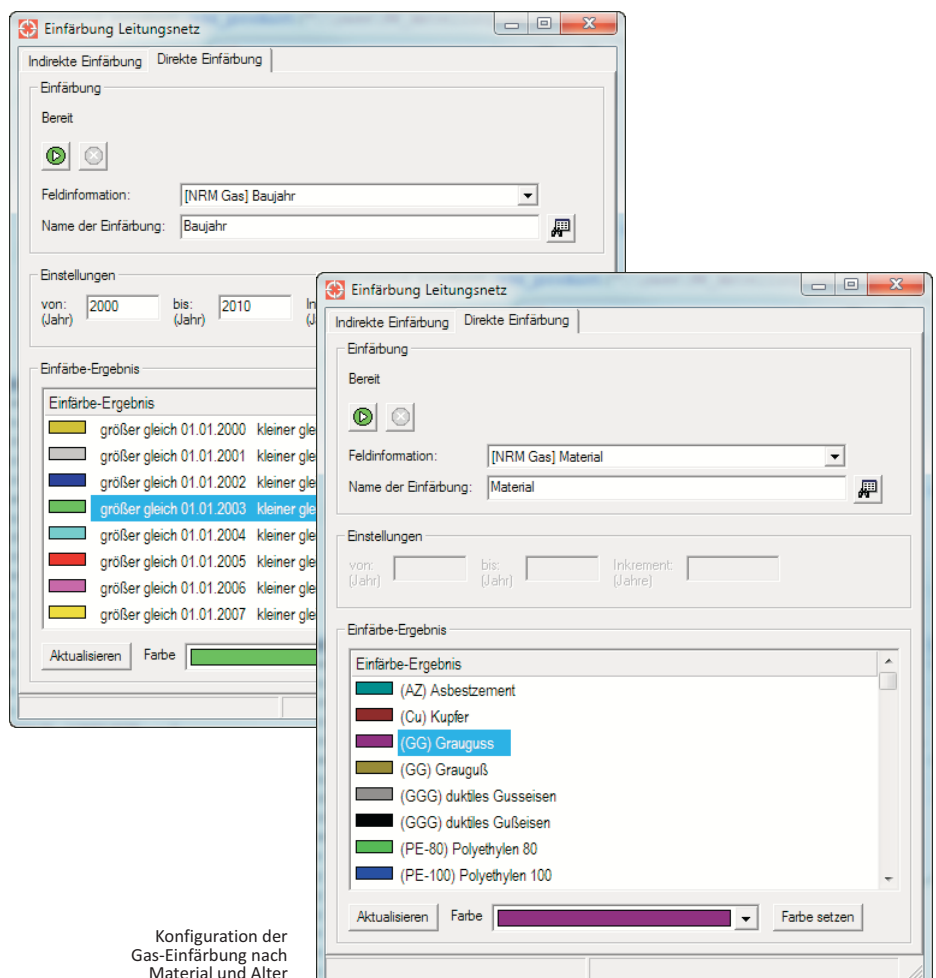 Einfärbung Leitungsnetz
Indirekte Einfärbung Direkte Einfärbung
Einfärbung
Bereit
Feldinformation: [NRM Gas] Baujahr
Name der Einfärbung: Baujahr
Einstellungen
von: 2000 bis: 2010 In
(Jahr) (Jahr) (J
Einfärbe-Ergebnis
Einfärbe-Ergebnis
größer gleich 01.01.2000 kleiner gle
größer gleich 01.01.2001 kleiner gle
größer gleich 01.01.2002 kleiner gle
größer gleich 01.01.2003 kleiner gle
größer gleich 01.01.2004 kleiner gle
größer gleich 01.01.2005 kleiner gle
größer gleich 01.01.2006 kleiner gle
größer gleich 01.01.2007 kleiner gle
Aktualisieren Farbe
Einfärbung Leitungsnetz
Indirekte Einfärbung Direkte Einfärbung
Einfärbung
Bereit
Feldinformation: [NRM Gas] Material
Name der Einfärbung: Material
Einstellungen
von: bis: Inkrement:
(Jahr) (Jahr) (Jahre)
Einfärbe-Ergebnis
Einfärbe-Ergebnis
(AZ) Asbestzement
(Cu) Kupfer
(GG) Grauguss
(GG) Grauguß
(GGG) duktiles Gusseisen
(GGG) duktiles Gußeisen
(PE-80) Polyethylen 80
(PE-100) Polyethylen 100
Aktualisieren Farbe Farbe setzen
Konfiguration der
Gas-Einfärbung nach
Material und Alter